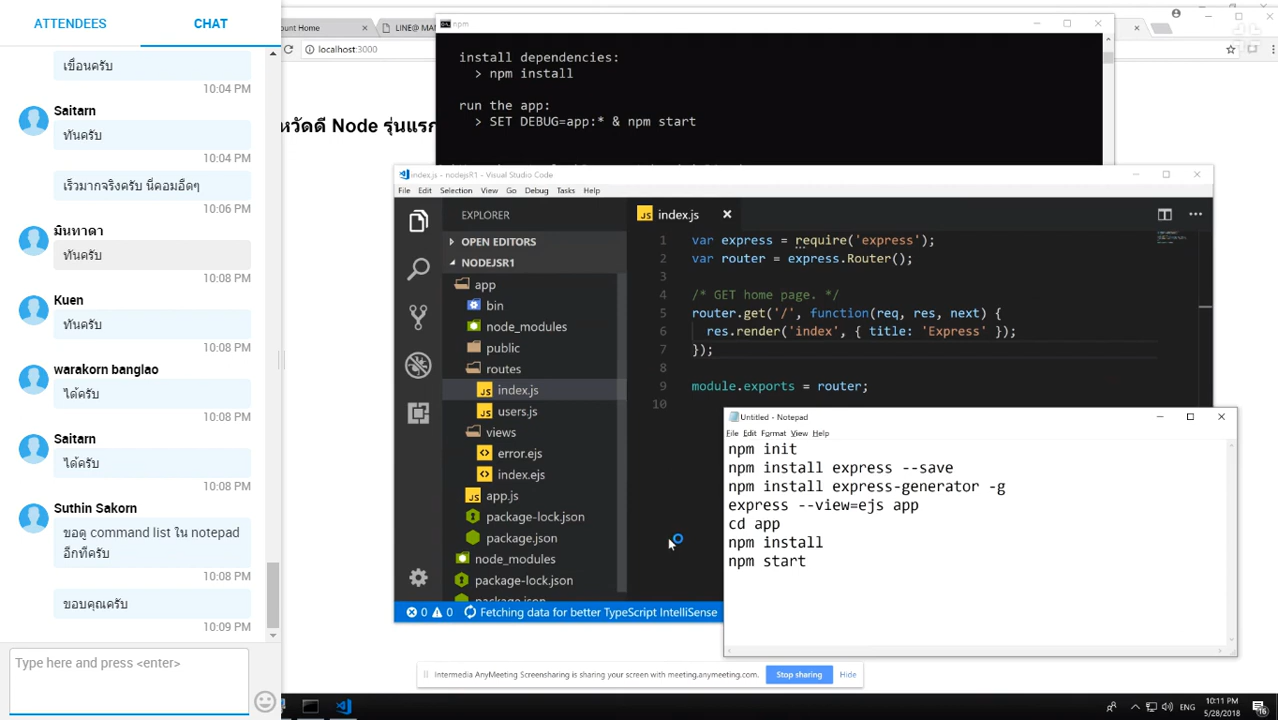 ATTENDEES
CHAT
เขื่อนครับ
10:04 PM
Saitarn
ทันครับ
10:04 PM
เร็วมากจริงครับ นี่คอมอืดๆ
10:06 PM
มินทาดา
ทันครับ
10:08 PM
Kuen
ทันครับ
10:08 PM
warakorn banglao
ได้ครับ
10:08 PM
Saitarn
ได้ครับ
10:08 PM
Suthin Sakorn
ขอดู command list ใน notepad
อีกทีครับ
10:08 PM
ขอบคุณครับ
10:09 PM
Type here and press <enter>
ount Home
LINE@ MA
localhost:3000
หวัดดี Node รุ่นแรก
npm
install dependencies:
> npm install
run the app:
> SET DEBUG=app:* & npm start
index.js - nodejsR1 - Visual Studio Code
File Edit Selection View Go Debug Tasks Help
EXPLORER
OPEN EDITORS
NODEJSR1
app
bin
node_modules
public
routes
index.js
users.js
views
error.ejs
index.ejs
app.js
package-lock.json
package.json
node_modules
package-lock.json
package.json
index.js
1 var express = require('express');
2 var router = express.Router();
3
4 /* GET home page. */
5 router.get('/', function(req, res, next) {
6 res.render('index', { title: 'Express' });
7 });
8
9 module.exports = router;
10
0 0 Fetching data for better TypeScript IntelliSense
Untitled - Notepad
File Edit Format View Help
npm init
npm install express --save
npm install express-generator -g
express --view=ejs app
cd app
npm install
npm start
Intermedia AnyMeeting Screensharing is sharing your screen with meeting.anymeeting.com.
Stop sharing
Hide
ENG
10:11 PM
5/28/2018
16